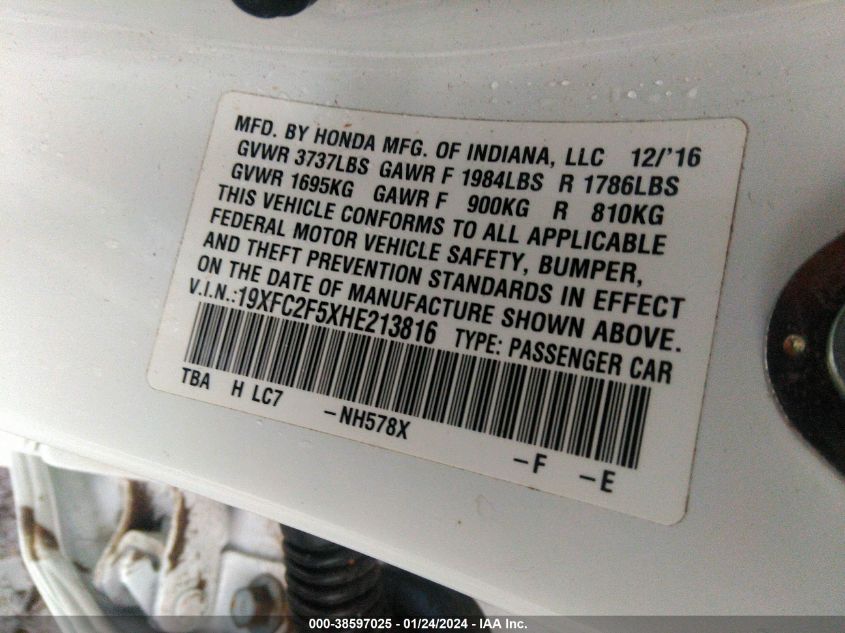 MFD. BY HONDA MFG. OF INDIANA, LLC 12/'16
GVWR 3737LBS GAWR F 1984LBS R 1786LBS
GVWR 1695KG GAWR F 900KG R 810KG
THIS VEHICLE CONFORMS TO ALL APPLICABLE
FEDERAL MOTOR VEHICLE SAFETY, BUMPER,
AND THEFT PREVENTION STANDARDS IN EFFECT
ON THE DATE OF MANUFACTURE SHOWN ABOVE.
V.I.N.:19XFC2F5XHE213816 TYPE: PASSENGER CAR
TBA H LC7 -NH578X -F -E
000-38597025 - 01/24/2024 - IAA Inc.